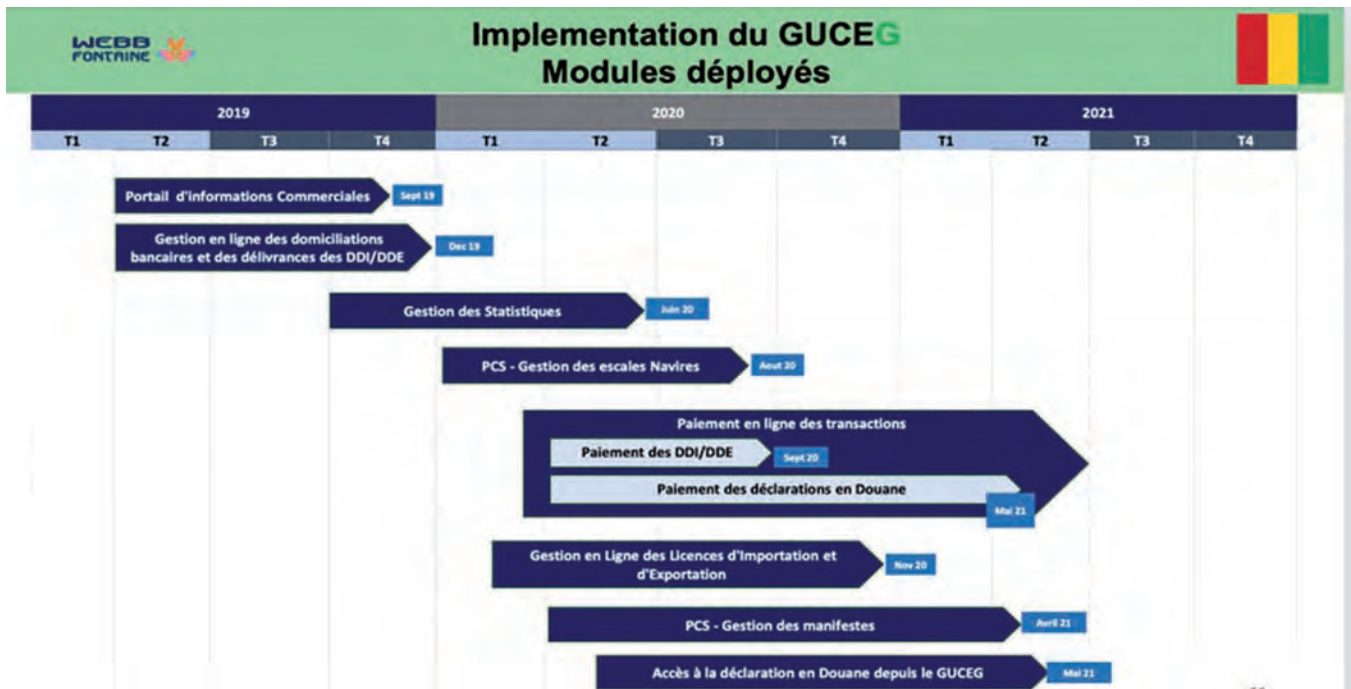 WEBB
FONTAINE
Implementation du GUCEG
Modules déployés
2019
2020
2021
T1
T2
T3
T4
T1
T2
T3
T4
T1
T2
T3
T4
Portail d'informations Commerciales
Sept 19
Gestion en ligne des domiciliations
bancaires et des délivrances des DDI/DDE
Dec 19
Gestion des Statistiques
Juin 20
PCS - Gestion des escales Navires
Aout 20
Paiement en ligne des transactions
Paiement des DDI/DDE
Sept 20
Paiement des déclarations en Douane
Mai 21
Gestion en Ligne des Licences d'Importation et
d'Exportation
Nov 20
PCS - Gestion des manifestes
Avril 21
Accès à la déclaration en Douane depuis le GUCEG
Mai 21